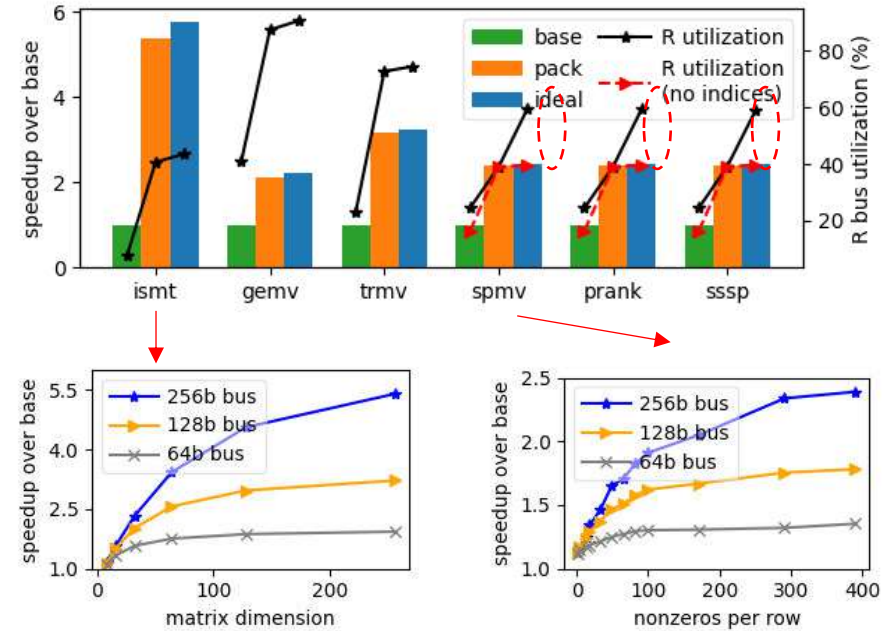 speedup over base
6
4
2
0
base
pack
ideal
R utilization
R utilization
(no indices)
80
60
40
20
R bus utilization (%)
ismt gemv trmv spmv prank sssp
speedup over base
5.5
4.0
2.5
1.0
256b bus
128b bus
64b bus
0 100 200
matrix dimension
speedup over base
2.5
2.0
1.5
1.0
256b bus
128b bus
64b bus
0 100 200 300 400
nonzeros per row